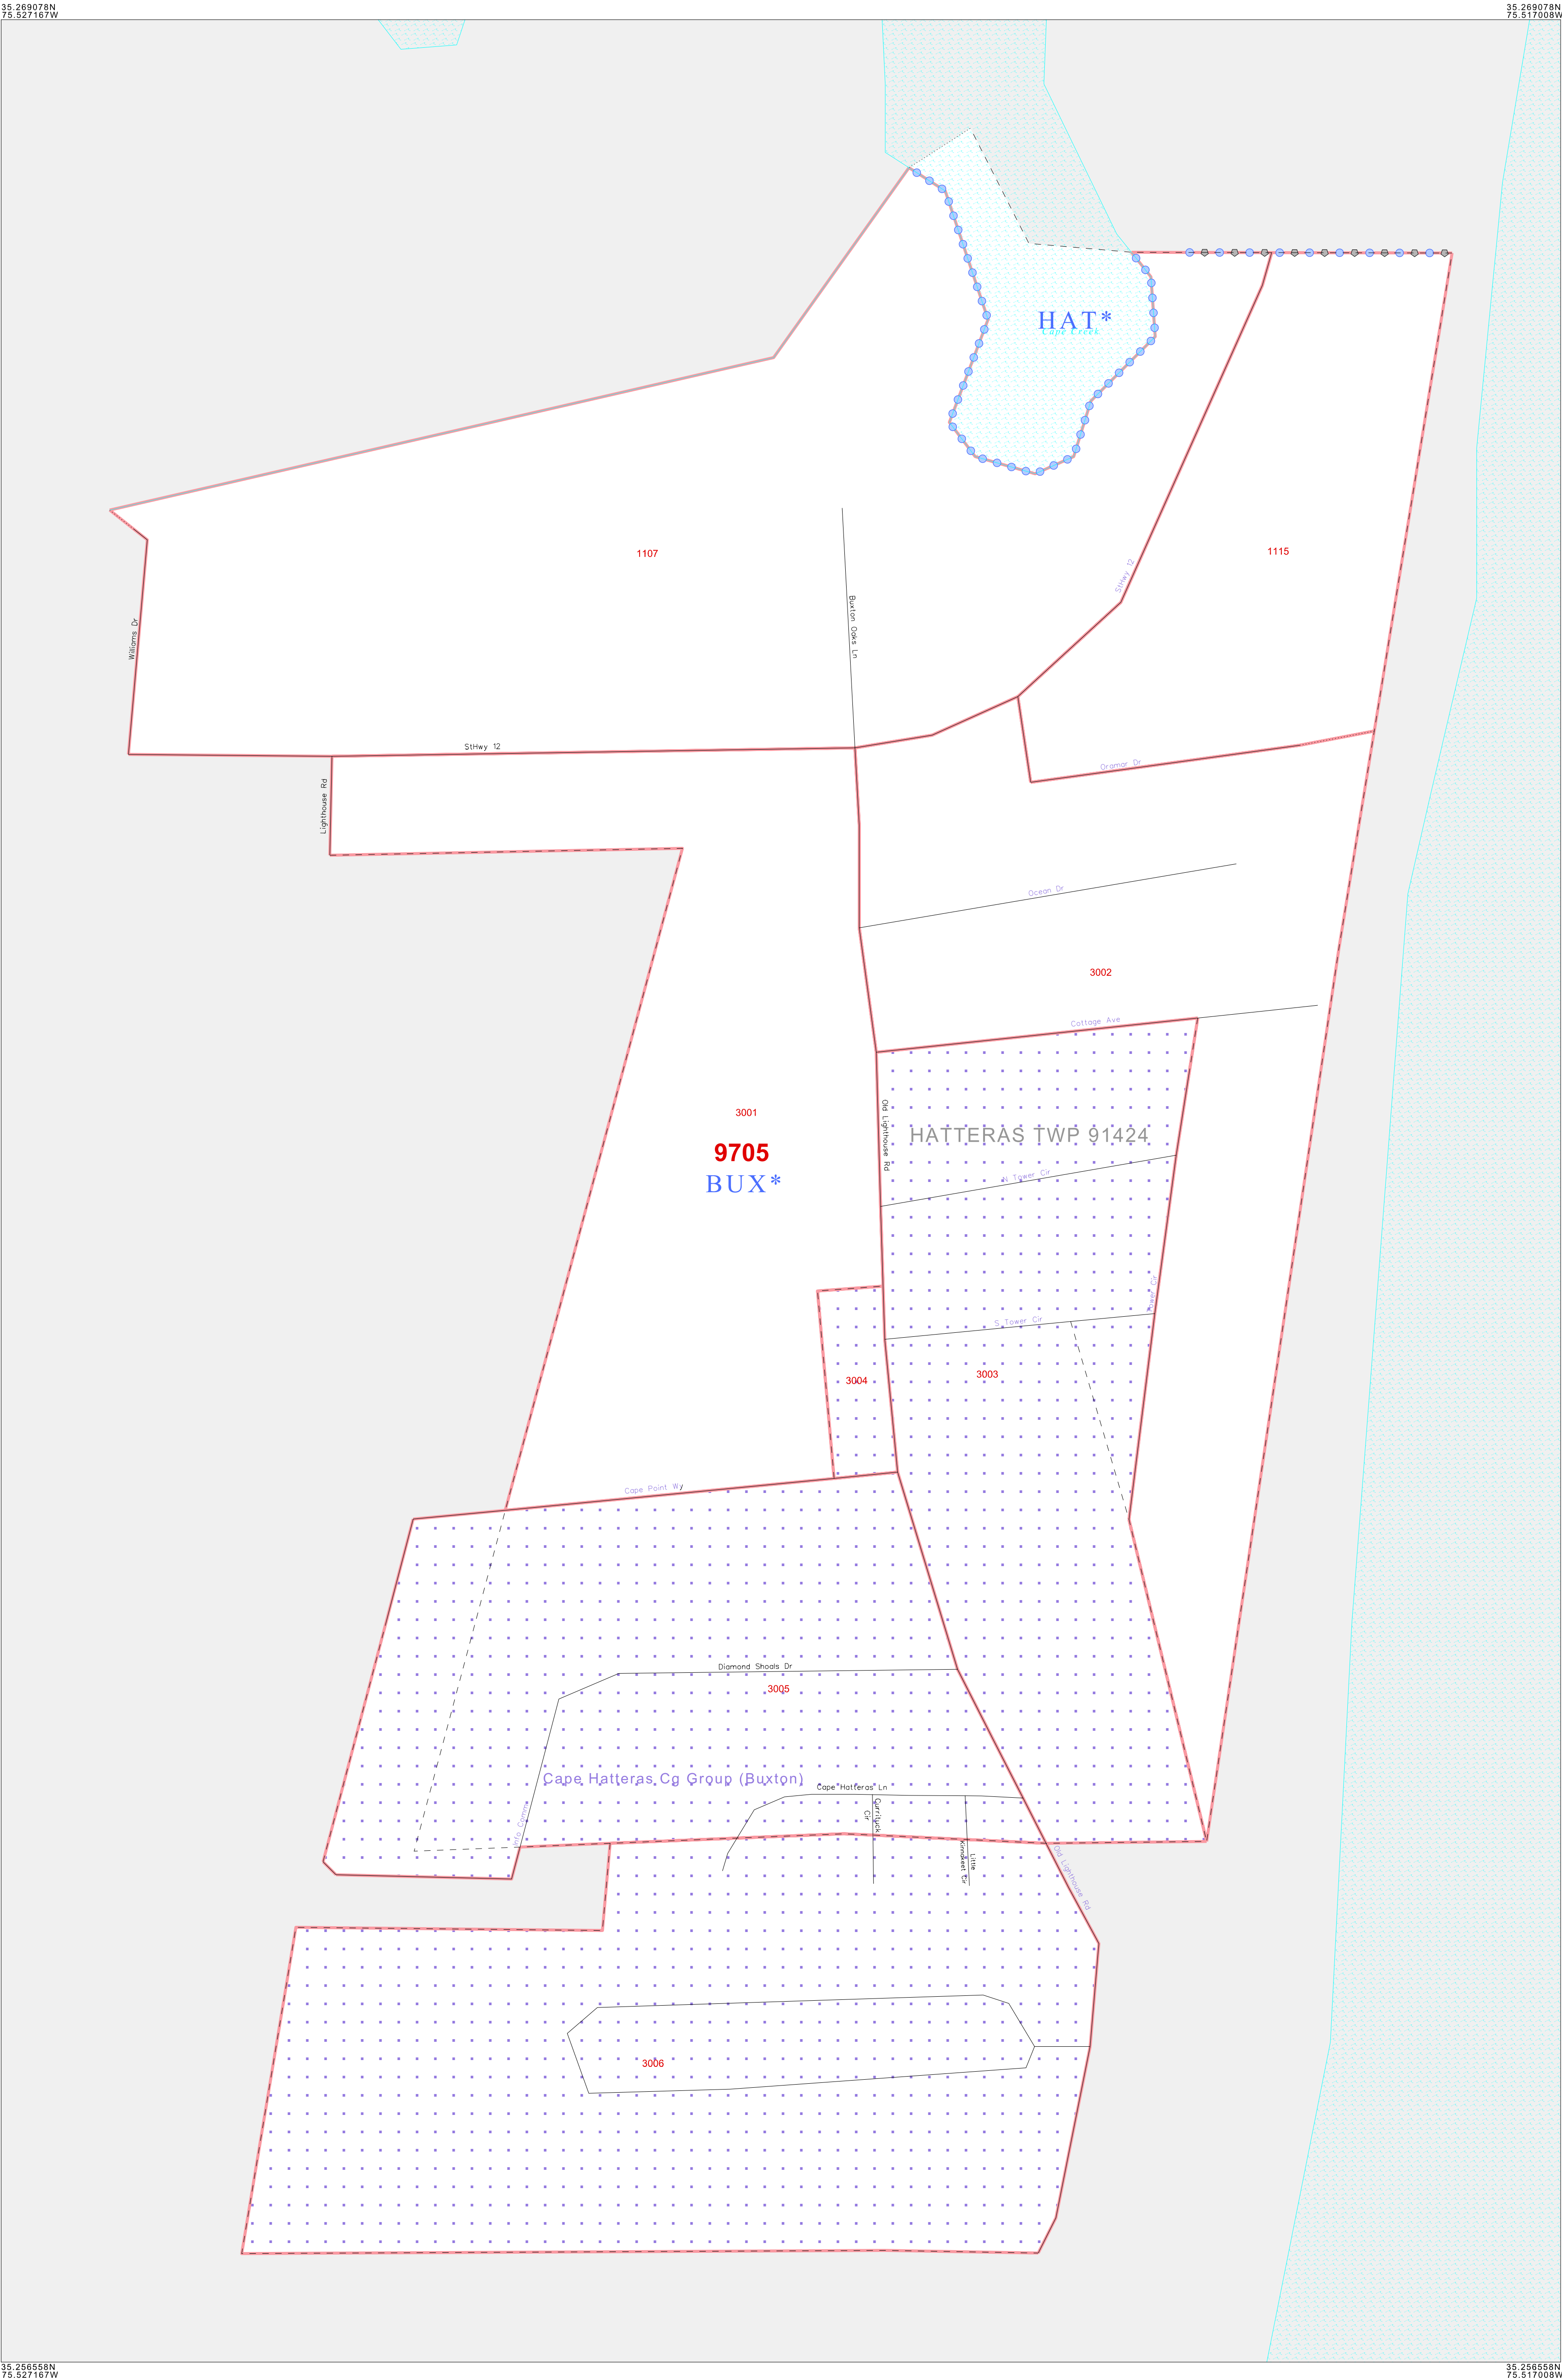 35.269078N
75.527167W
35.269078N
75.517008W
HAT*
Cape Creek
1107
1115
StHwy 12
Buxton Oaks Ln
Williams Dr
StHwy 12
Lighthouse Rd
Oramar Dr
Ocean Dr
3002
Cottage Ave
Old Lighthouse Rd
3001
HATTERAS TWP 91424
9705
BUX*
N Tower Cir
Tower Cir
S Tower Cir
3004
3003
Cape Point Wy
Diamond Shoals Dr
3005
Cape Hatteras Cg Group (Buxton)
Cape Hatteras Ln
Currituck
Cir
Info Comm
Little
Kinnakeet Cir
Old Lighthouse Rd
3006
35.256558N
75.527167W
35.256558N
75.517008W